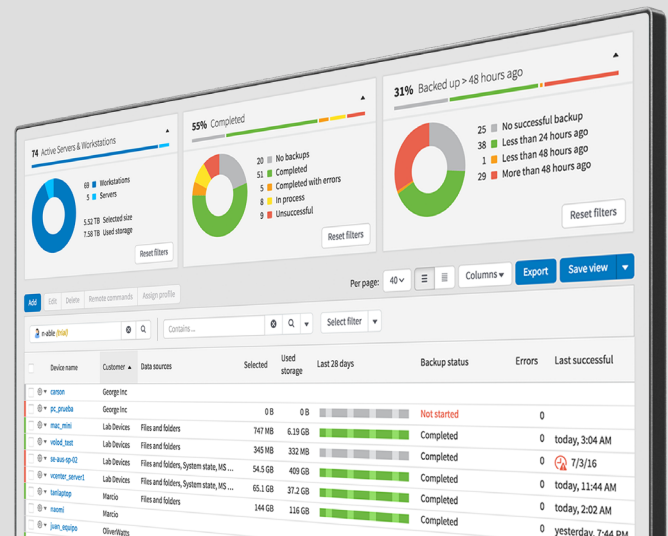 74 Active Servers & Workstations
69 Workstations
5 Servers
5.52 TB Selected size
7.58 TB Used storage
Reset filters
55% Completed
20 No backups
51 Completed
5 Completed with errors
8 In process
9 Unsuccessful
Reset filters
31% Backed up > 48 hours ago
25 No successful backup
38 Less than 24 hours ago
1 Less than 48 hours ago
29 More than 48 hours ago
Reset filters
Add Edit Delete Remote commands Assign profile Per page: 40 Columns Export Save view
n-able (trial) Contains ... Select filter
Device name Customer Data sources Selected Used storage Last 28 days Backup status Errors Last successful
carson George Inc
pc_prueba George Inc 0 B 0 B Not started 0
mac_mini Lab Devices Files and folders 747 MB 6.19 GB Completed 0 today, 3:04 AM
volod_test Lab Devices Files and folders 345 MB 332 MB Completed 0 7/3/16
se-aus-sp-02 Lab Devices Files and folders, System state, MS ... 54.5 GB 409 GB Completed 0 today, 11:44 AM
vcenter_server1 Lab Devices Files and folders, System state, MS ... 65.1 GB 37.2 GB Completed 0 today, 2:02 AM
tanlaptop Marcio Files and folders 144 GB 116 GB Completed 0 yesterday, 7:44 PM
naomi Marcio
juan_equipo OliverWatts